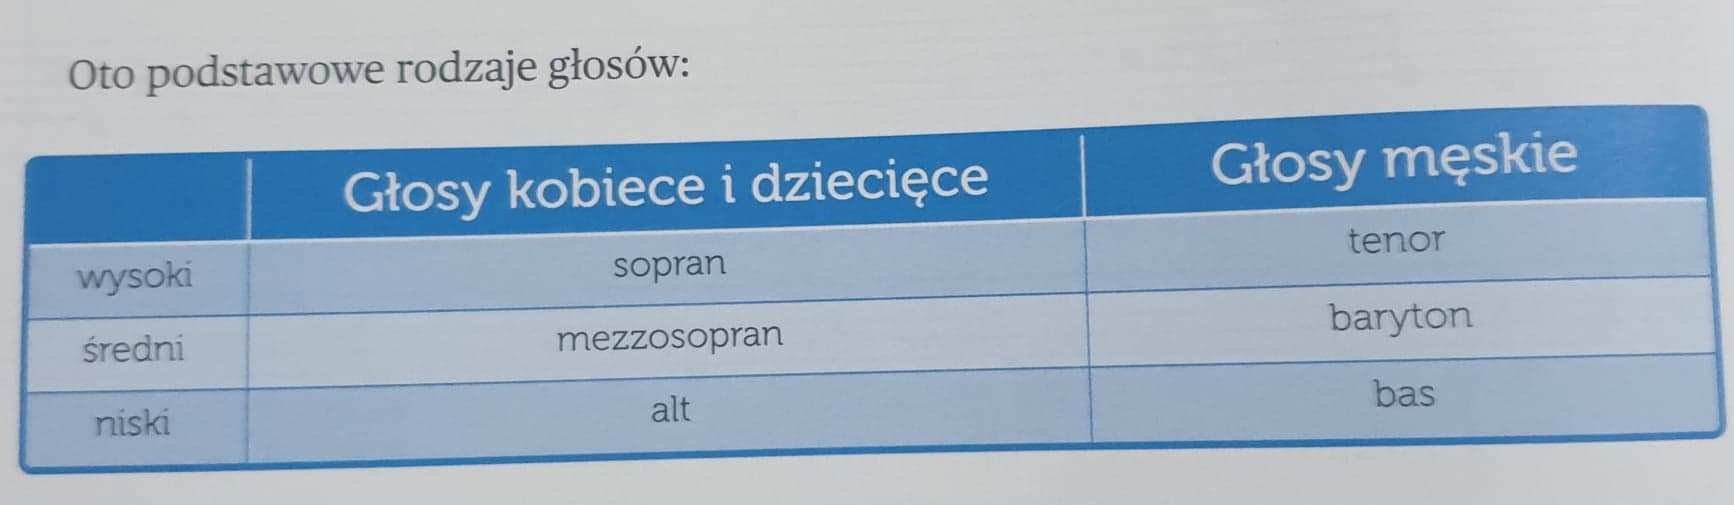 Oto podstawowe rodzaje głosów:
Głosy kobiece i dziecięce Głosy męskie
wysoki sopran tenor
średni mezzosopran baryton
niski alt bas